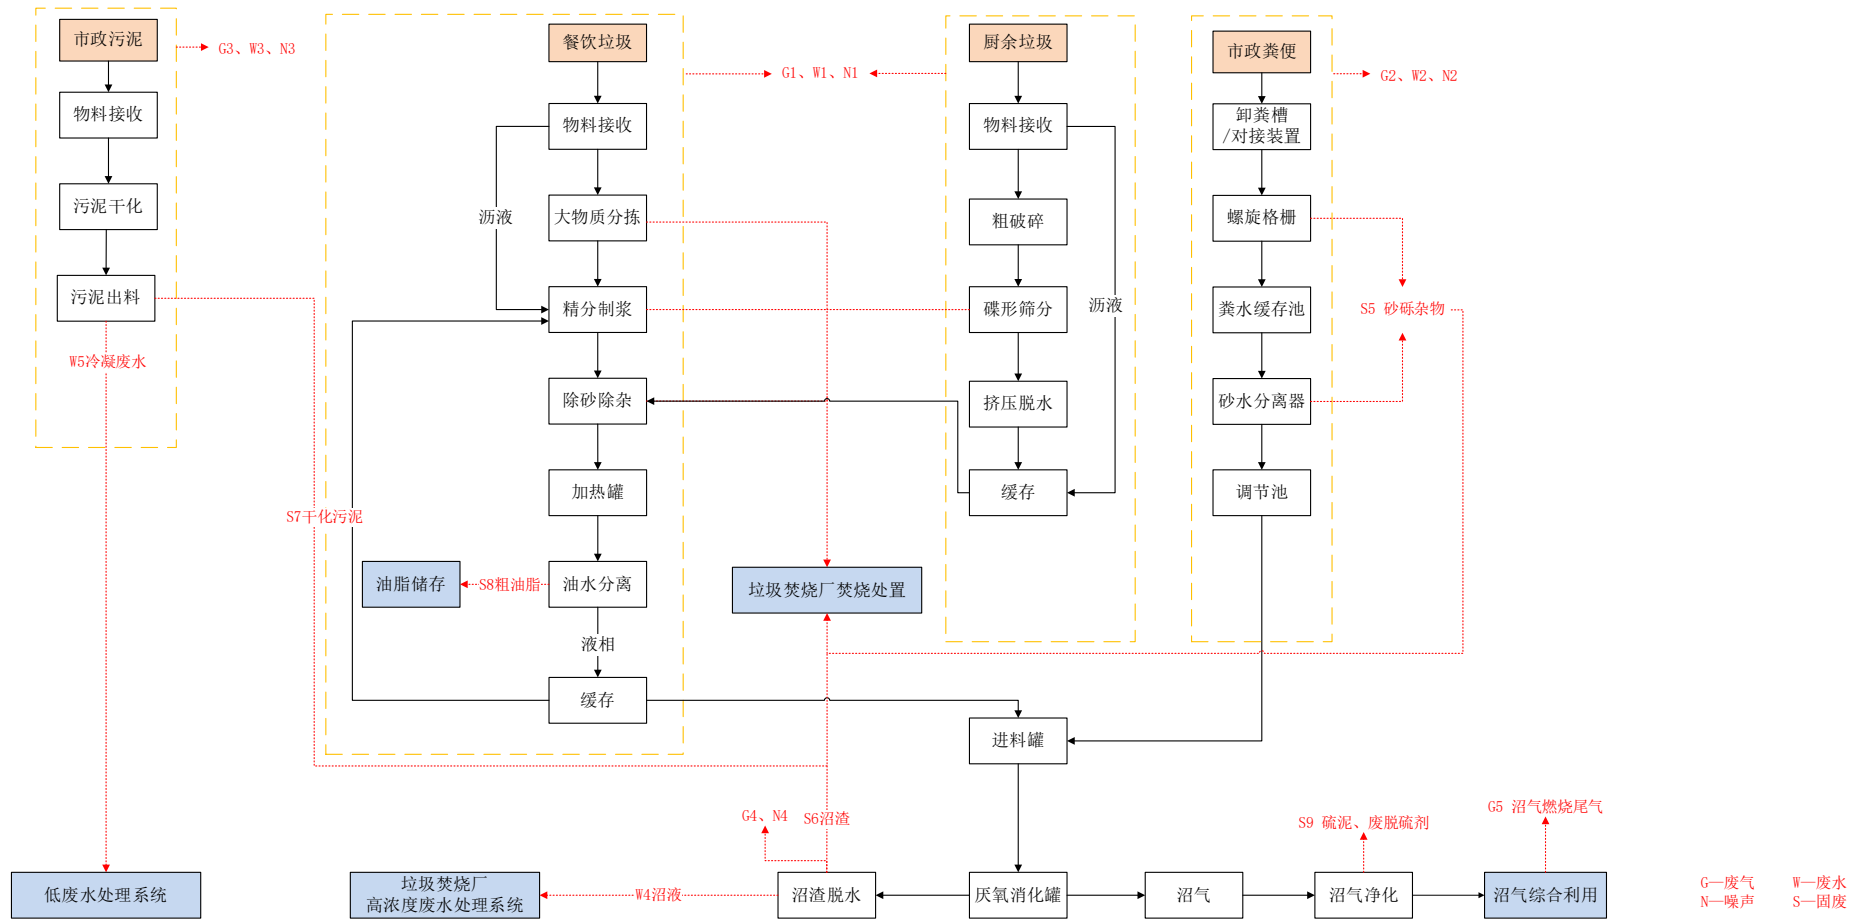 市政污泥
物料接收
污泥干化
污泥出料
G3、W3、N3
W5冷凝废水
S7干化污泥
低废水处理系统
餐饮垃圾
物料接收
沥液
大物质分拣
精分制浆
除砂除杂
加热罐
油水分离
S8粗油脂
油脂储存
液相
缓存
G1、W1、N1
厨余垃圾
物料接收
粗破碎
碟形筛分
沥液
挤压脱水
缓存
垃圾焚烧厂焚烧处置
市政粪便
卸粪槽
/对接装置
螺旋格栅
粪水缓存池
砂水分离器
调节池
G2、W2、N2
S5 砂砾杂物
进料罐
G4、N4
S6沼渣
垃圾焚烧厂
高浓度废水处理系统
W4沼液
沼渣脱水
厌氧消化罐
沼气
沼气净化
S9 硫泥、废脱硫剂
沼气综合利用
G5 沼气燃烧尾气
G—废气 W—废水
N—噪声 S—固废